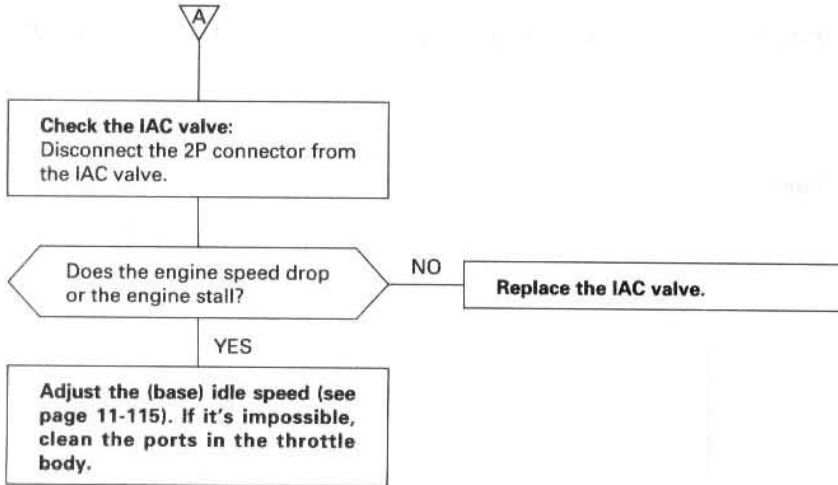 A
Check the IAC valve:
Disconnect the 2P connector from
the IAC valve.
Does the engine speed drop
or the engine stall?
NO
Replace the IAC valve.
YES
Adjust the (base) idle speed (see
page 11-115). If it's impossible,
clean the ports in the throttle
body.